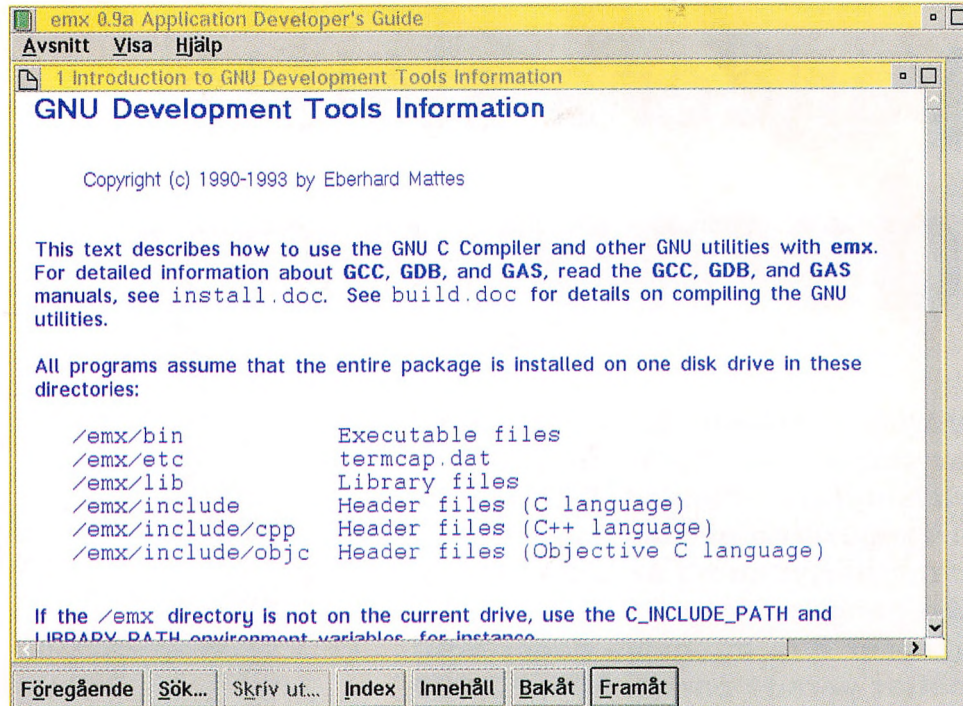 emx 0.9a Application Developer's Guide
Avsnitt Visa Hjälp
1 Introduction to GNU Development Tools Information
GNU Development Tools Information
Copyright (c) 1990-1993 by Eberhard Mattes
This text describes how to use the GNU C Compiler and other GNU utilities with emx.
For detailed information about GCC, GDB, and GAS, read the GCC, GDB, and GAS
manuals, see install.doc. See build.doc for details on compiling the GNU
utilities.
All programs assume that the entire package is installed on one disk drive in these
directories:
/emx/bin Executable files
/emx/etc termcap.dat
/emx/lib Library files
/emx/include Header files (C language)
/emx/include/cpp Header files (C++ language)
/emx/include/objc Header files (Objective C language)
If the /emx directory is not on the current drive, use the C_INCLUDE_PATH and
LIBRARY_PATH environment variables, for instance
Föregående Sök... Skriv ut... Index Innehåll Bakåt Framåt